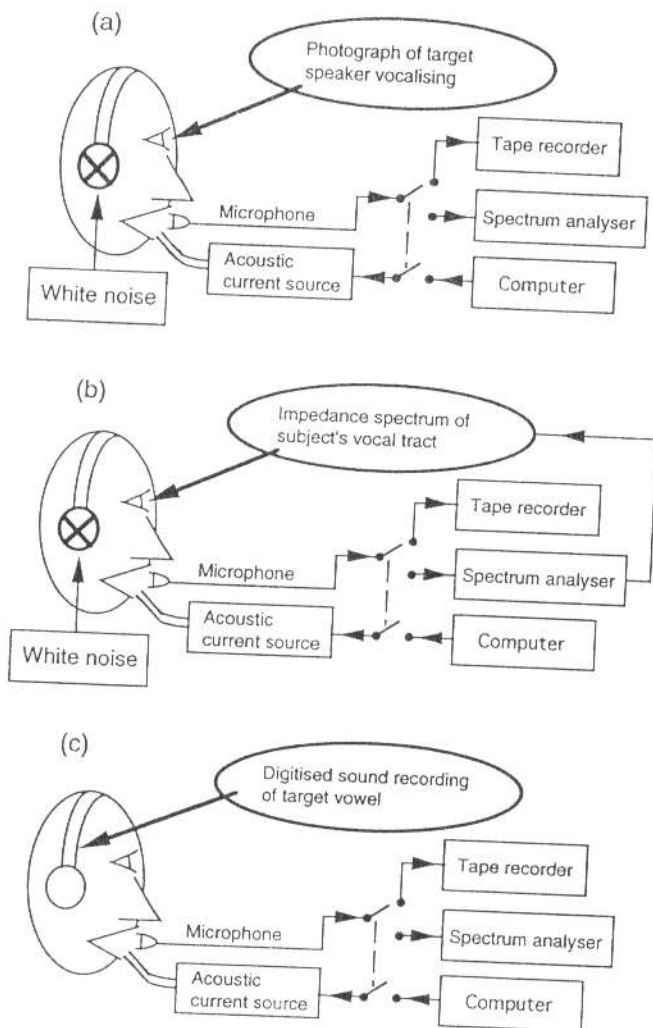 (a)
Photograph of target
speaker vocalising
Tape recorder
Microphone
Spectrum analyser
Acoustic
current source
White noise
Computer
(b)
Impedance spectrum of
subject's vocal tract
Tape recorder
Microphone
Spectrum analyser
Acoustic
current source
White noise
Computer
(c)
Digitised sound recording
of target vowel
Tape recorder
Microphone
Spectrum analyser
Acoustic
current source
Computer